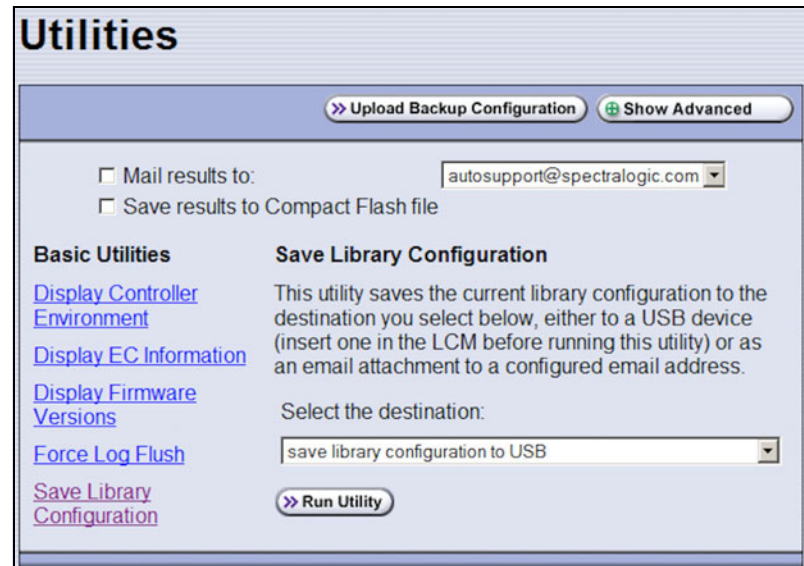 Utilities
Upload Backup Configuration
Show Advanced
Mail results to:
autosupport@spectralogic.com
Save results to Compact Flash file
Basic Utilities
Display Controller
Environment
Display EC Information
Display Firmware
Versions
Force Log Flush
Save Library
Configuration
Save Library Configuration
This utility saves the current library configuration to the
destination you select below, either to a USB device
(insert one in the LCM before running this utility) or as
an email attachment to a configured email address.
Select the destination:
save library configuration to USB
Run Utility